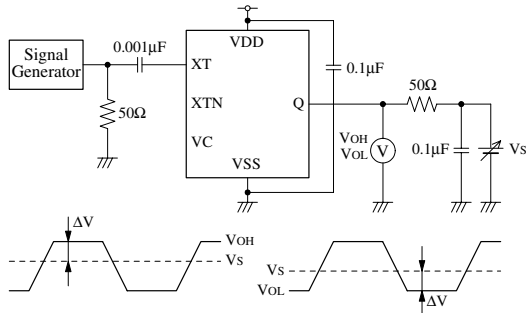 Signal
Generator
0.001µF
50Ω
VDD
XT
XTN
VC
VSS
Q
0.1µF
50Ω
VOH
VOL
V
0.1µF
VS
ΔV
VOH
VS
VS
VOL
ΔV